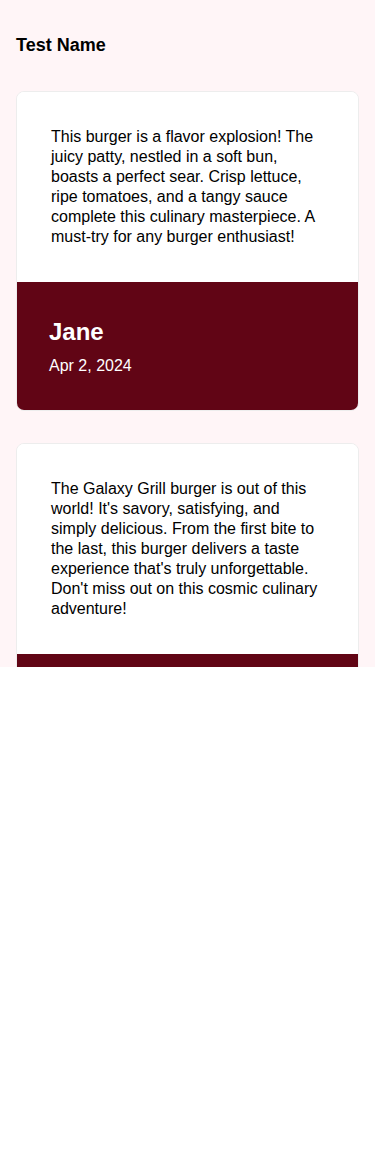 Test Name
This burger is a flavor explosion! The
juicy patty, nestled in a soft bun,
boasts a perfect sear. Crisp lettuce,
ripe tomatoes, and a tangy sauce
complete this culinary masterpiece. A
must-try for any burger enthusiast!
Jane
Apr 2, 2024
The Galaxy Grill burger is out of this
world! It's savory, satisfying, and
simply delicious. From the first bite to
the last, this burger delivers a taste
experience that's truly unforgettable.
Don't miss out on this cosmic culinary
adventure!